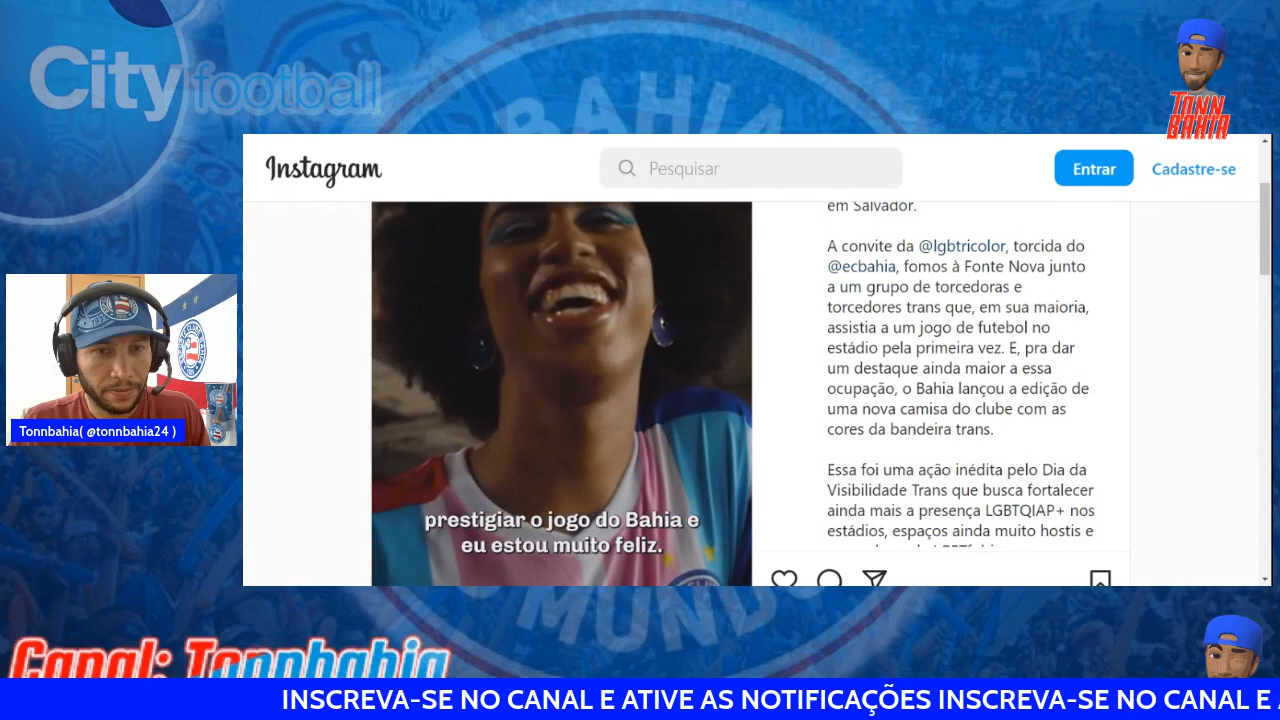 City football
BAHIA
TONN
BAHIA
Instagram
Pesquisar
Entrar
Cadastre-se
em Salvador.
A convite da @lgbtricolor, torcida do
@ecbahia, fomos à Fonte Nova junto
a um grupo de torcedoras e
torcedores trans que, em sua maioria,
assistia a um jogo de futebol no
estádio pela primeira vez. E, pra dar
um destaque ainda maior a essa
ocupação, o Bahia lançou a edição de
uma nova camisa do clube com as
cores da bandeira trans.
Essa foi uma ação inédita pelo Dia da
Visibilidade Trans que busca fortalecer
ainda mais a presença LGBTQIAP+ nos
estádios, espaços ainda muito hostis e
prestigiar o jogo do Bahia e
eu estou muito feliz.
Tonnbahia( @tonnbahia24 )
MUNDO
Canal: Tonnbahia
INSCREVA-SE NO CANAL E ATIVE AS NOTIFICAÇÕES INSCREVA-SE NO CANAL E